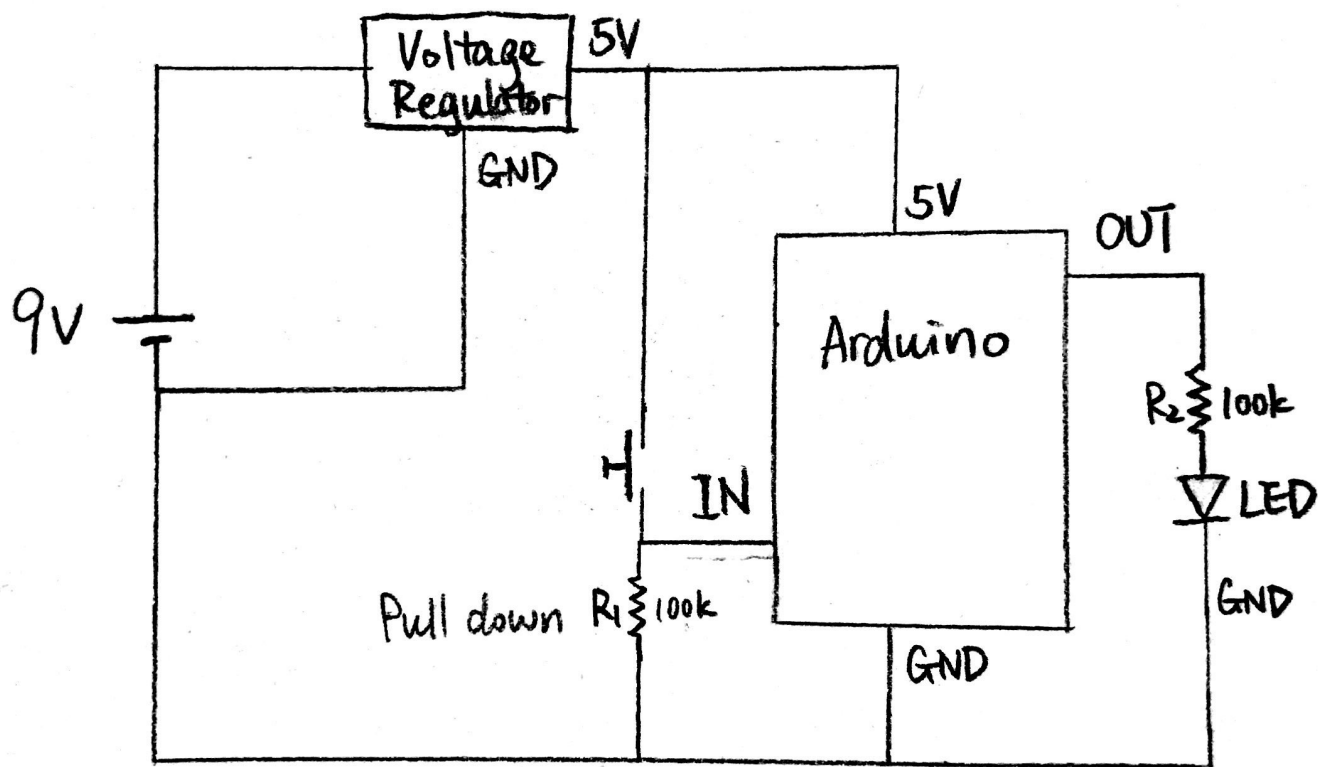 Voltage
Regulator
5V
GND
9V
5V
OUT
Arduino
R₂ 100k
LED
IN
GND
Pull down R₁ 100k
GND